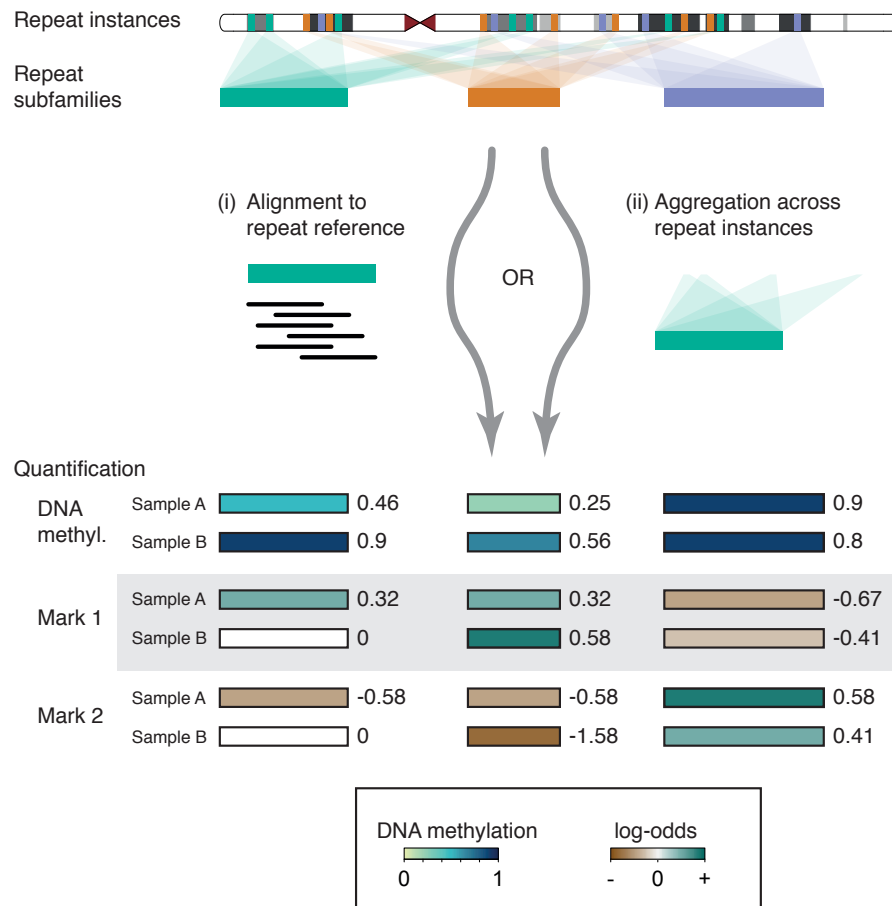 Repeat instances
Repeat
subfamilies
(i) Alignment to
repeat reference
(ii) Aggregation across
repeat instances
OR
Quantification
DNA
methyl.
Sample A 0.46 0.25 0.9
Sample B 0.9 0.56 0.8
Mark 1
Sample A 0.32 0.32 -0.67
Sample B 0 0.58 -0.41
Mark 2
Sample A -0.58 -0.58 0.58
Sample B 0 -1.58 0.41
DNA methylation log-odds
0 1 - 0 +